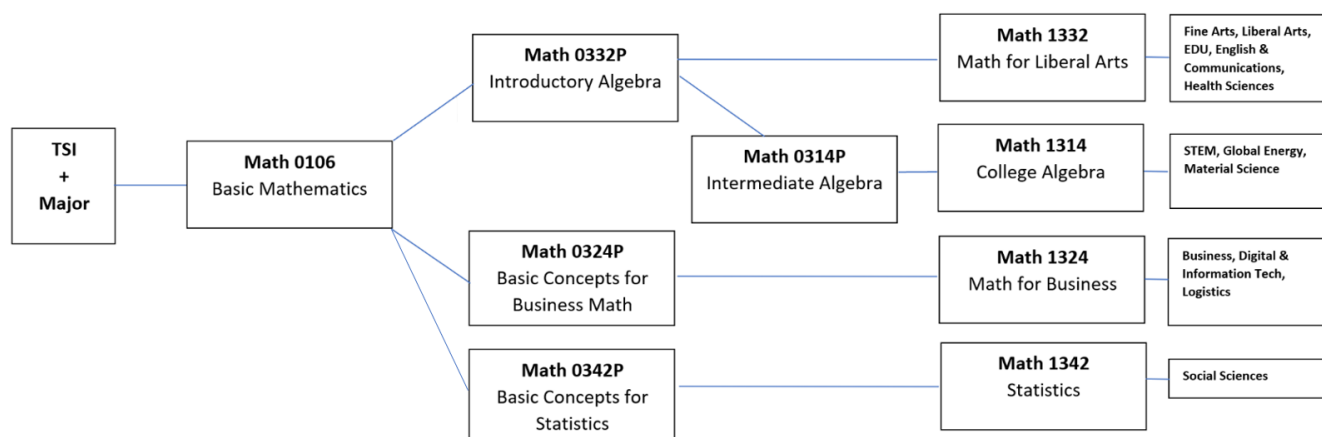 TSI
+
Major
Math 0106
Basic Mathematics
Math 0332P
Introductory Algebra
Math 0314P
Intermediate Algebra
Math 0324P
Basic Concepts for
Business Math
Math 0342P
Basic Concepts for
Statistics
Math 1332
Math for Liberal Arts
Math 1314
College Algebra
Math 1324
Math for Business
Math 1342
Statistics
Fine Arts, Liberal Arts,
EDU, English &
Communications,
Health Sciences
STEM, Global Energy,
Material Science
Business, Digital &
Information Tech,
Logistics
Social Sciences